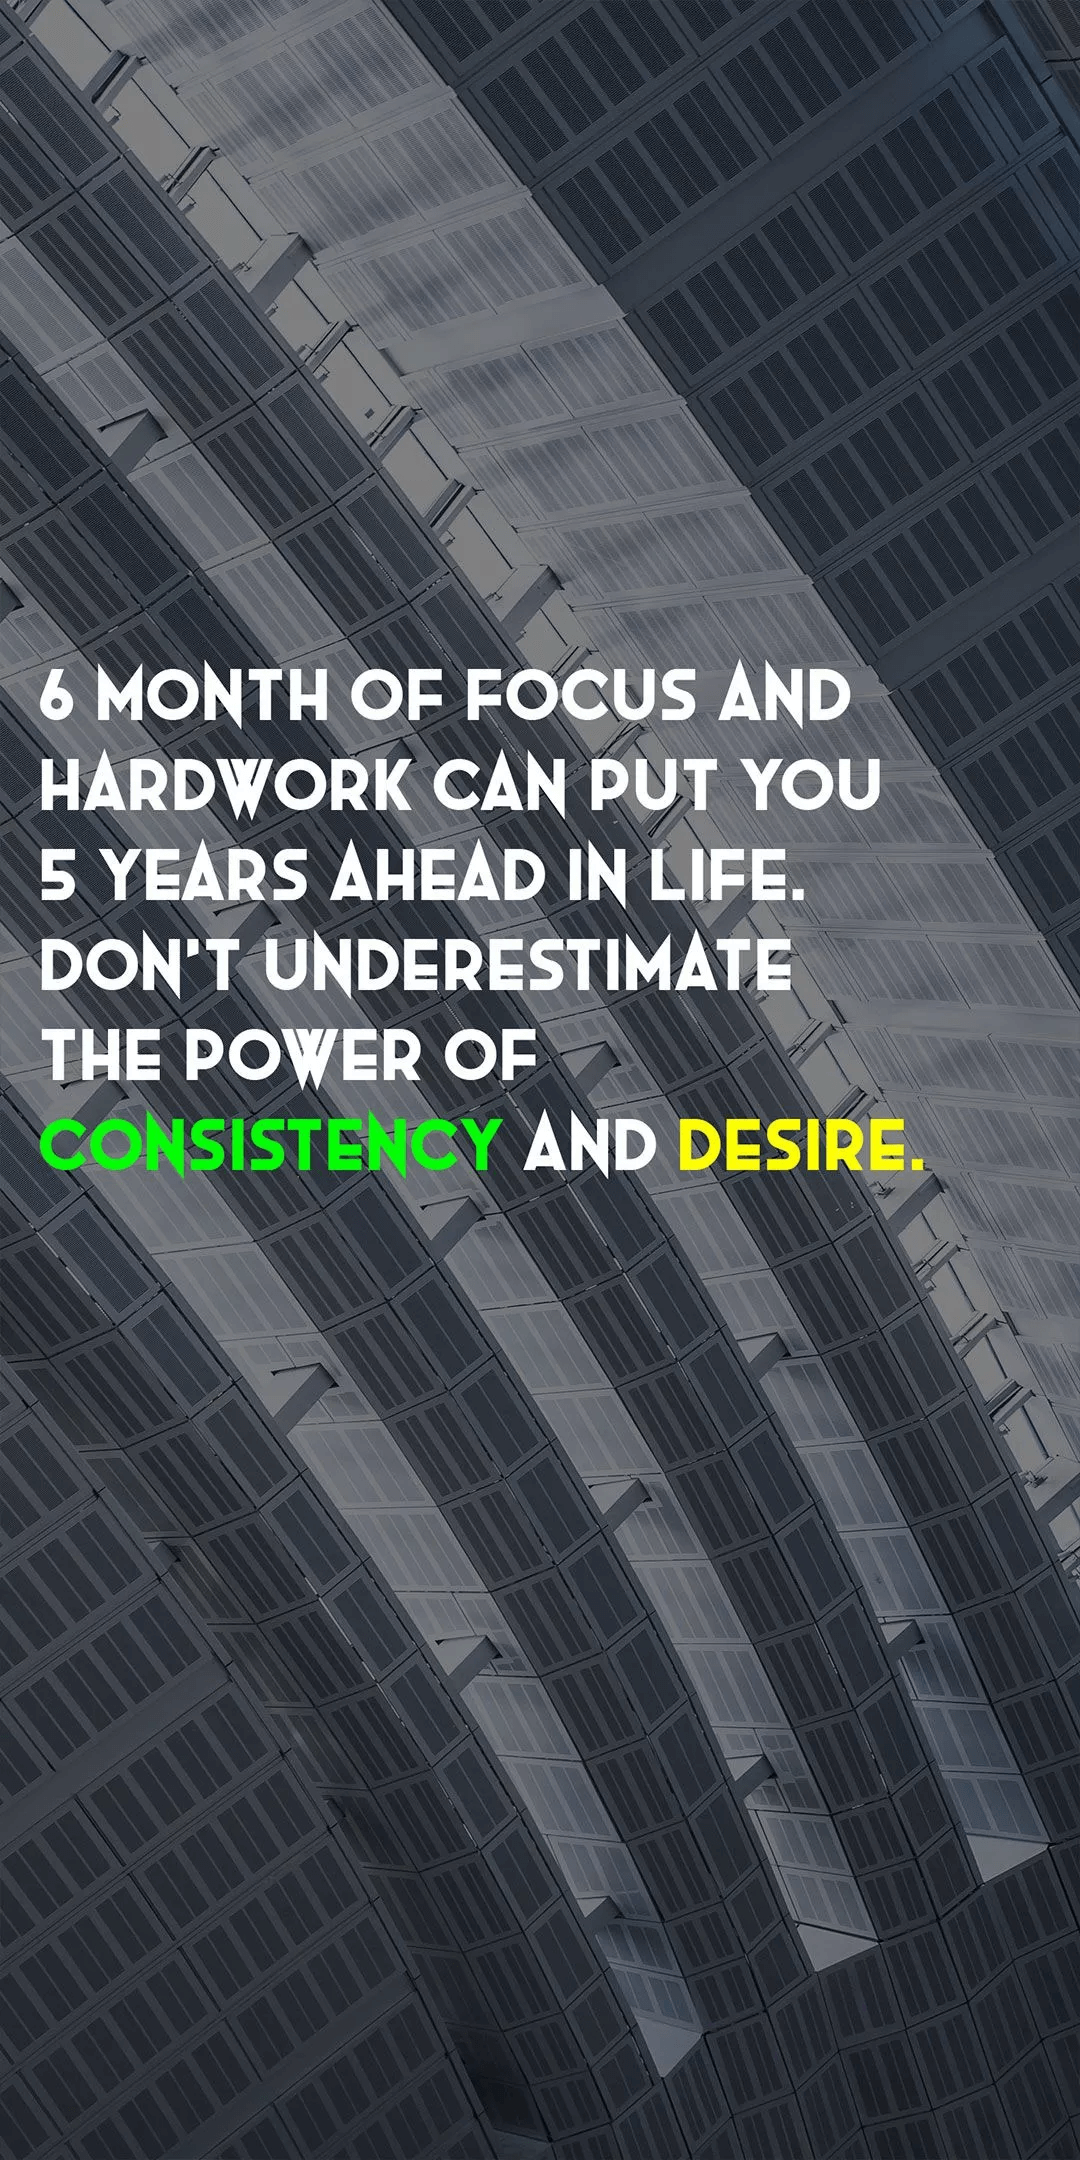 6 MONTH OF FOCUS AND
HARDWORK CAN PUT YOU
5 YEARS AHEAD IN LIFE.
DON'T UNDERESTIMATE
THE POWER OF
CONSISTENCY AND DESIRE.